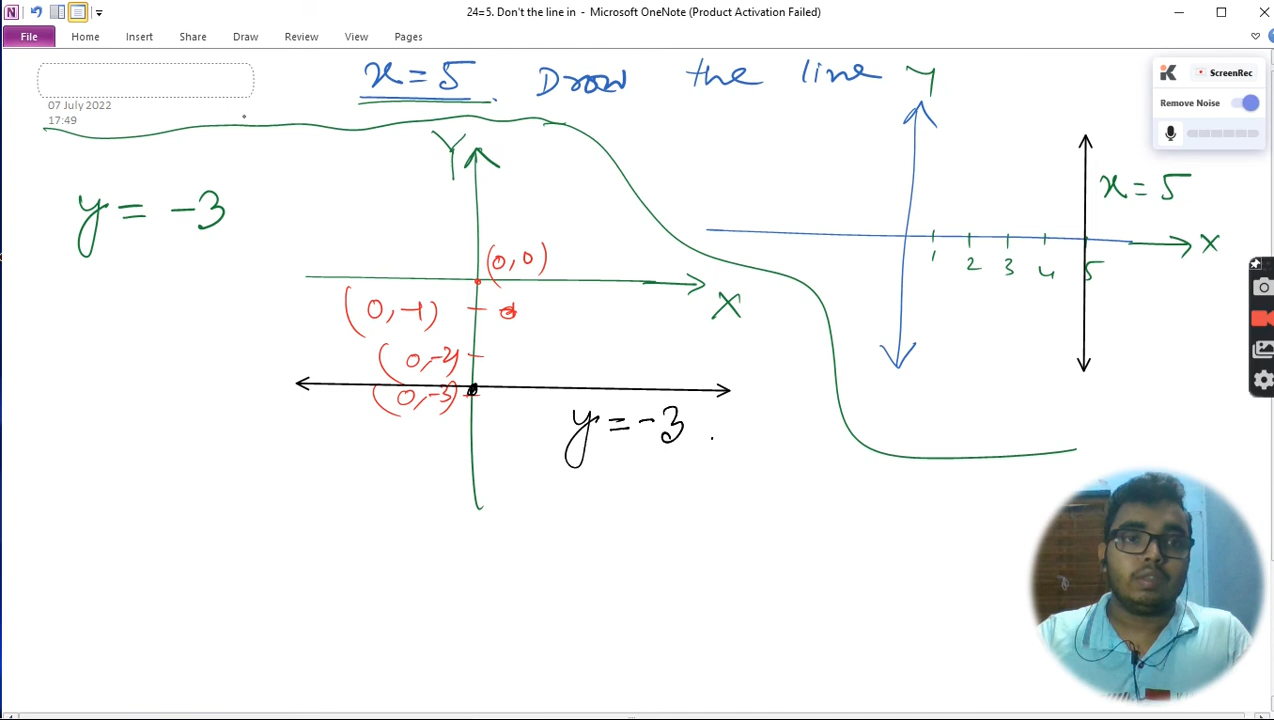 24=5. Don't the line in - Microsoft OneNote (Product Activation Failed)
File Home Insert Share Draw Review View Pages
x = 5. Draw the line
07 July 2022
17:49
ScreenRec
Remove Noise
Y
x = 5
X
1 2 3 4 5
y = -3
Y
(0,0)
X
(0,-1)
(0,-2)
(0,-3)
y = -3.